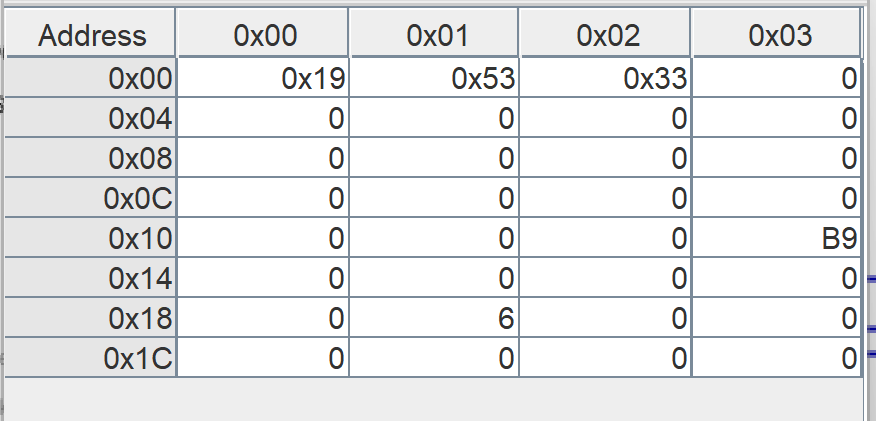 Address 0x00 0x01 0x02 0x03
0x00 0x19 0x53 0x33 0
0x04 0 0 0 0
0x08 0 0 0 0
0x0C 0 0 0 0
0x10 0 0 0 B9
0x14 0 0 0 0
0x18 0 6 0 0
0x1C 0 0 0 0